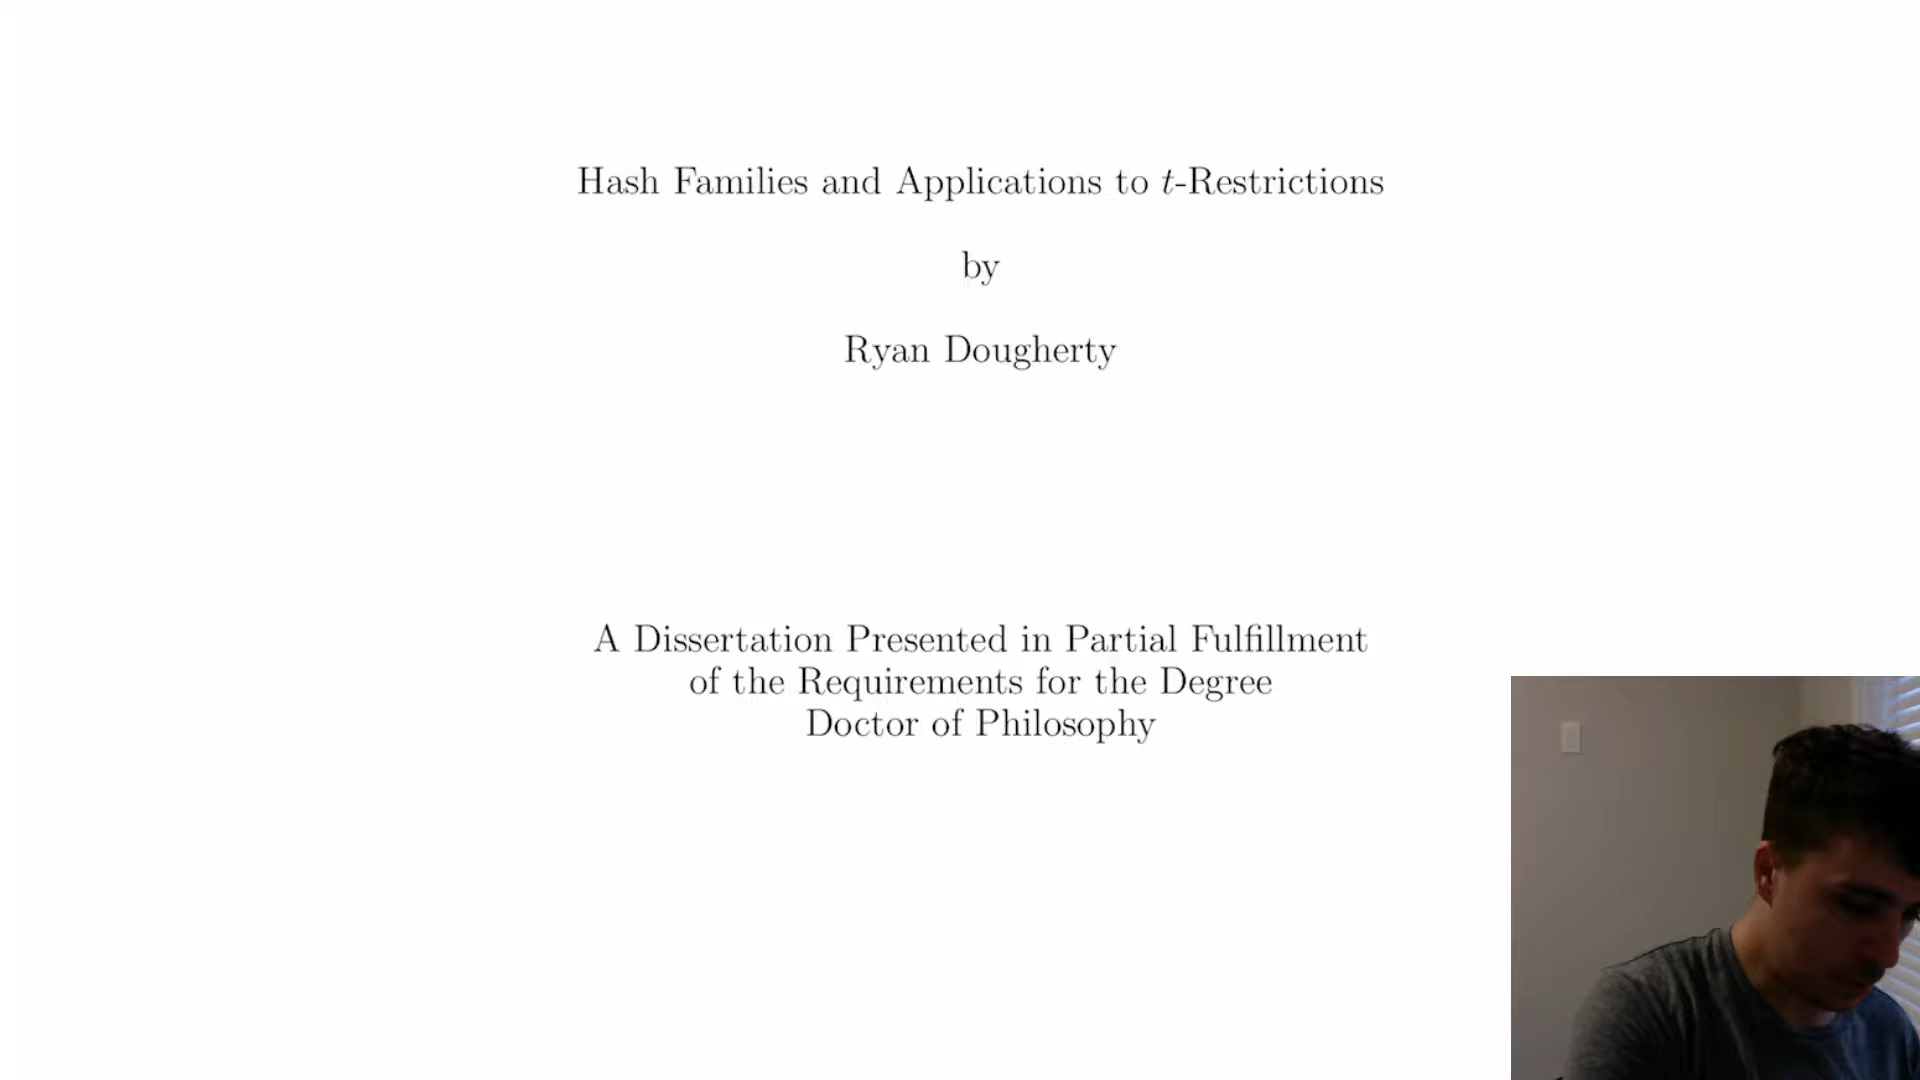 Hash Families and Applications to t-Restrictions
by
Ryan Dougherty
A Dissertation Presented in Partial Fulfillment
of the Requirements for the Degree
Doctor of Philosophy